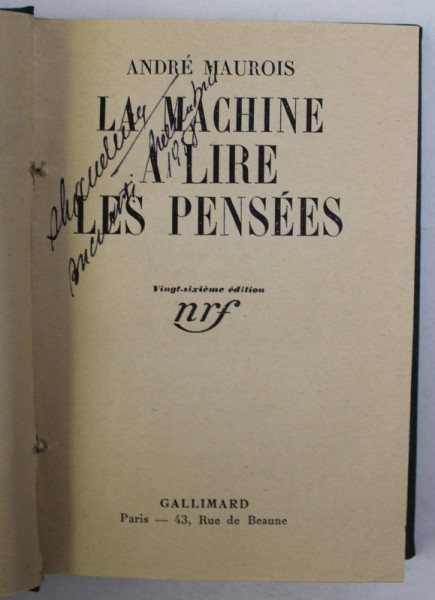 ANDRÉ MAUROIS
LA MACHINE
A LIRE
LES PENSÉES
Vingt-sixième édition
nrf
GALLIMARD
Paris — 43, Rue de Beaune